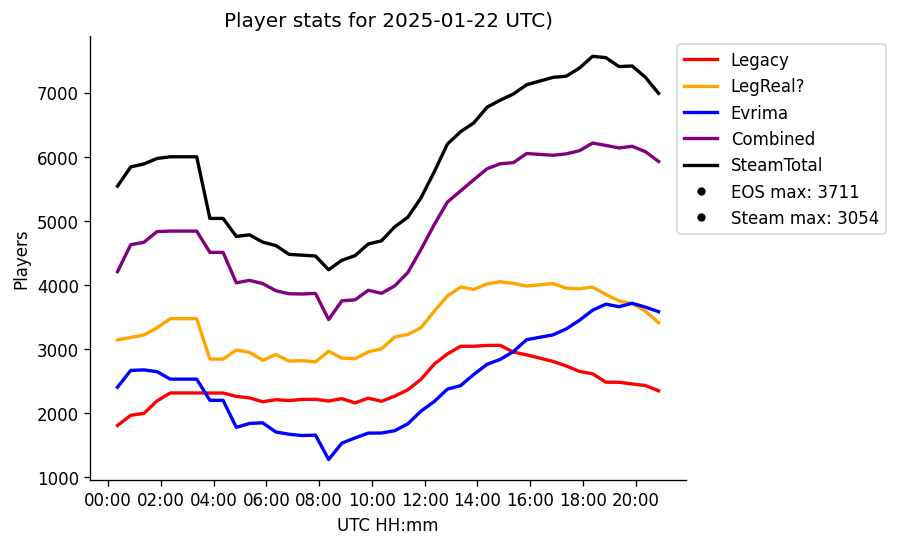 Player stats for 2025-01-22 UTC)
Legacy
LegReal?
Evrima
Combined
SteamTotal
EOS max: 3711
Steam max: 3054
Players
7000
6000
5000
4000
3000
2000
1000
00:00 02:00 04:00 06:00 08:00 10:00 12:00 14:00 16:00 18:00 20:00
UTC HH:mm